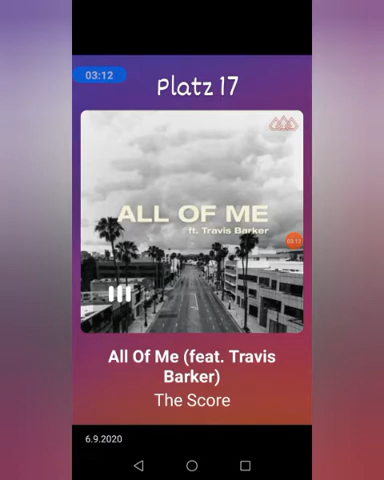 03:12
Platz 17
ALL OF ME
ft. Travis Barker
03:13
All Of Me (feat. Travis
Barker)
The Score
6.9.2020